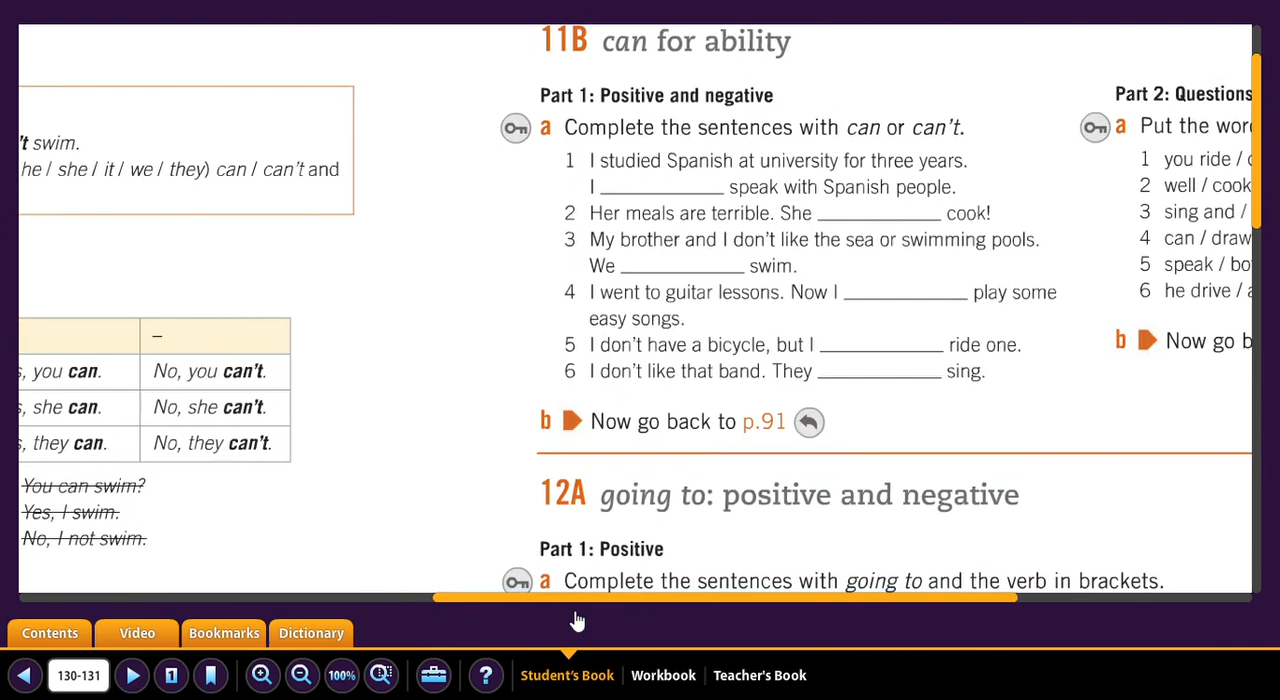 't swim.
he / she / it / we / they) can / can't and
–
s, you can. No, you can't.
s, she can. No, she can't.
s, they can. No, they can't.
You can swim?
Yes, I swim.
No, I not swim.
11B can for ability
Part 1: Positive and negative
a Complete the sentences with can or can't.
1 I studied Spanish at university for three years.
I ____________ speak with Spanish people.
2 Her meals are terrible. She ____________ cook!
3 My brother and I don't like the sea or swimming pools.
We ____________ swim.
4 I went to guitar lessons. Now I ____________ play some
easy songs.
5 I don't have a bicycle, but I ____________ ride one.
6 I don't like that band. They ____________ sing.
b Now go back to p.91
Part 2: Questions
a Put the wor
1 you ride /
2 well / cook
3 sing and /
4 can / draw
5 speak / bo
6 he drive /
b Now go b
12A going to: positive and negative
Part 1: Positive
a Complete the sentences with going to and the verb in brackets.
Contents Video Bookmarks Dictionary
130-131 1 100% ? Student's Book Workbook Teacher's Book